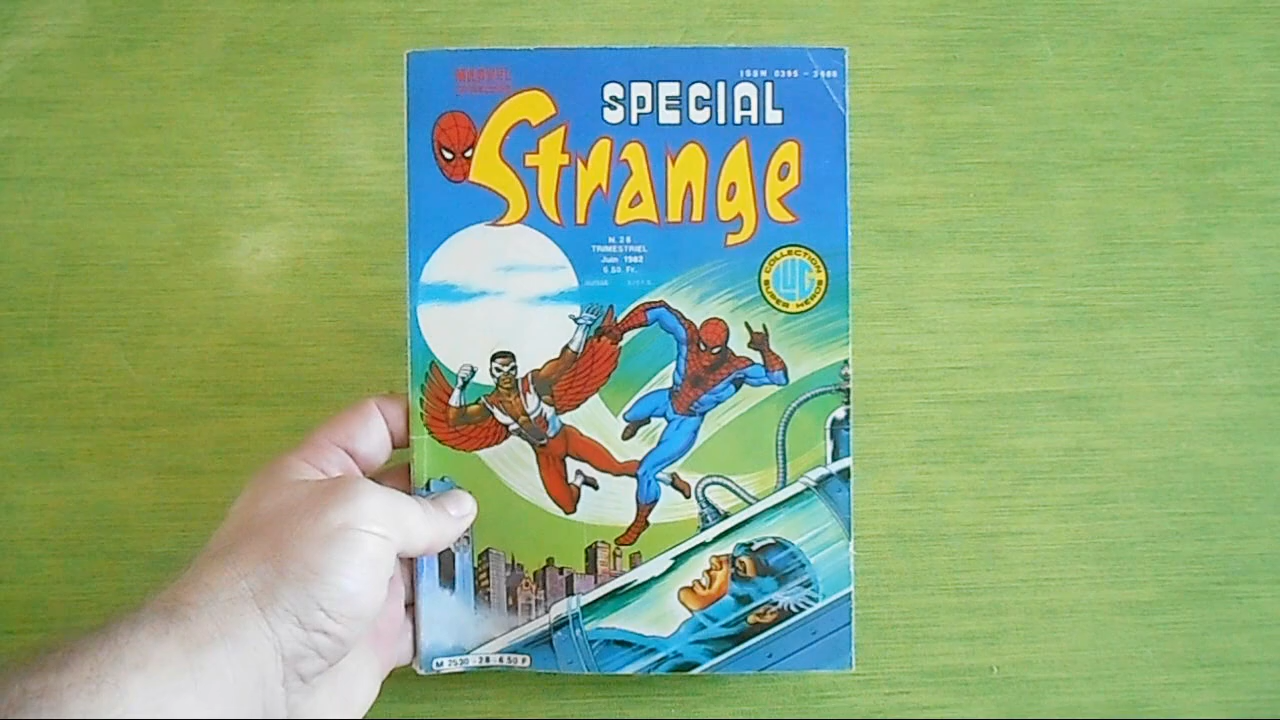 MARVEL
ISSN 0395-3488
SPECIAL
Strange
N. 28
TRIMESTRIEL
Juin 1982
6.50 Fr.
COLLECTION
LUG
SUPER HÉROS
M 2530-28-6.50 F